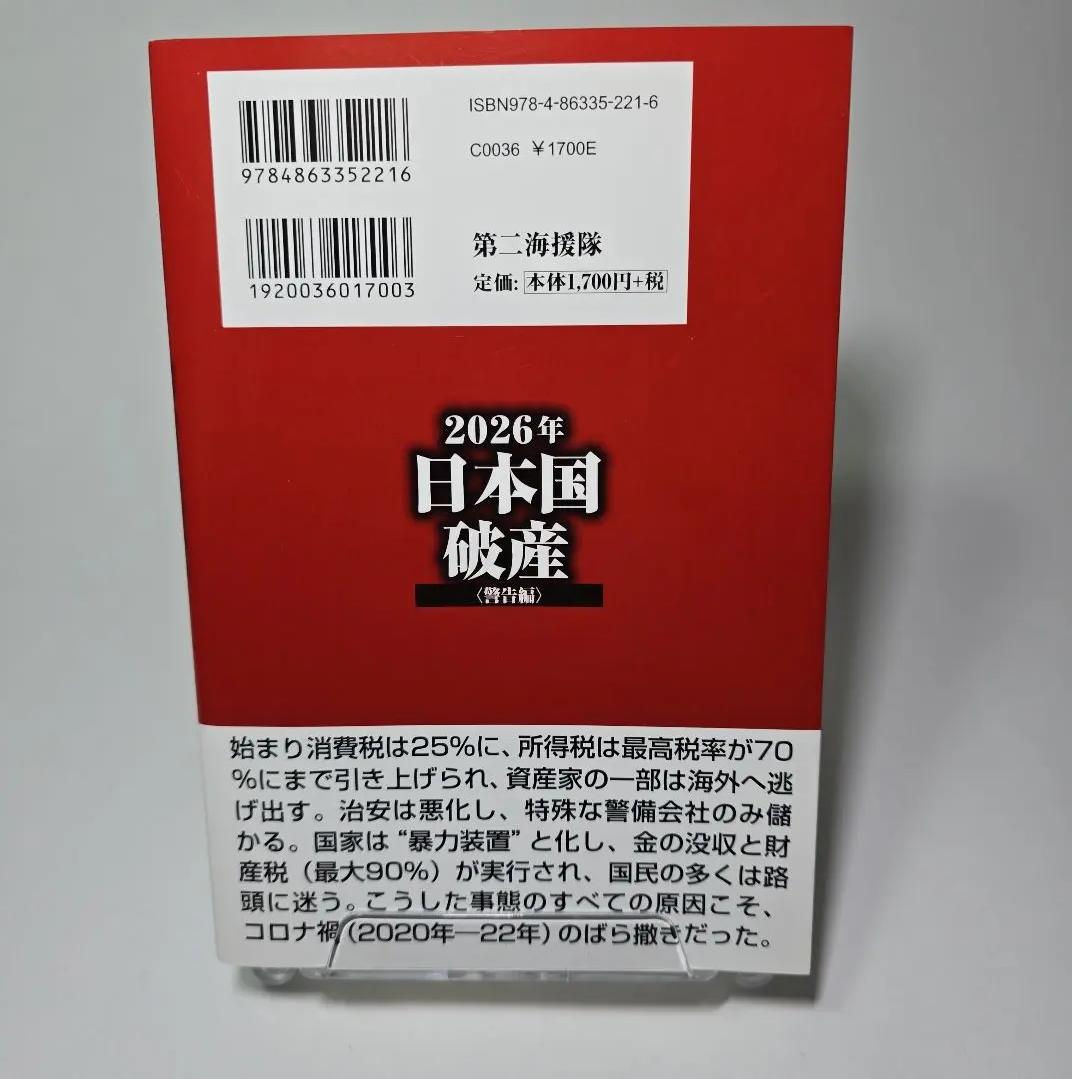 ISBN978-4-86335-221-6
C0036 ¥1700E
9784863352216
1920036017003
第二海援隊
定価: 本体1,700円+税
2026年
日本国
破産
〈警告編〉
始まり消費税は25%に、所得税は最高税率が70
%にまで引き上げられ、資産家の一部は海外へ逃
げ出す。治安は悪化し、特殊な警備会社のみ儲
かる。国家は“暴力装置”と化し、金の没収と財
産税（最大90%）が実行され、国民の多くは路
頭に迷う。こうした事態のすべての原因こそ、
コロナ禍（2020年—22年）のばら撒きだった。